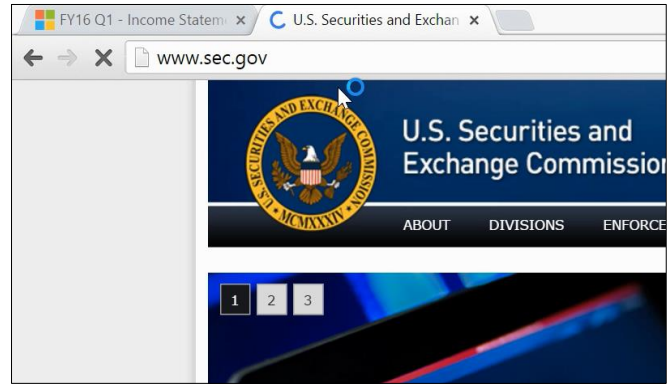 FY16 Q1 - Income Stateme
U.S. Securities and Exchan
www.sec.gov
SECURITIES AND EXCHANGE COMMISSION
MCMXXXIV
U.S. Securities and
Exchange Commission
ABOUT DIVISIONS ENFORCE
1 2 3